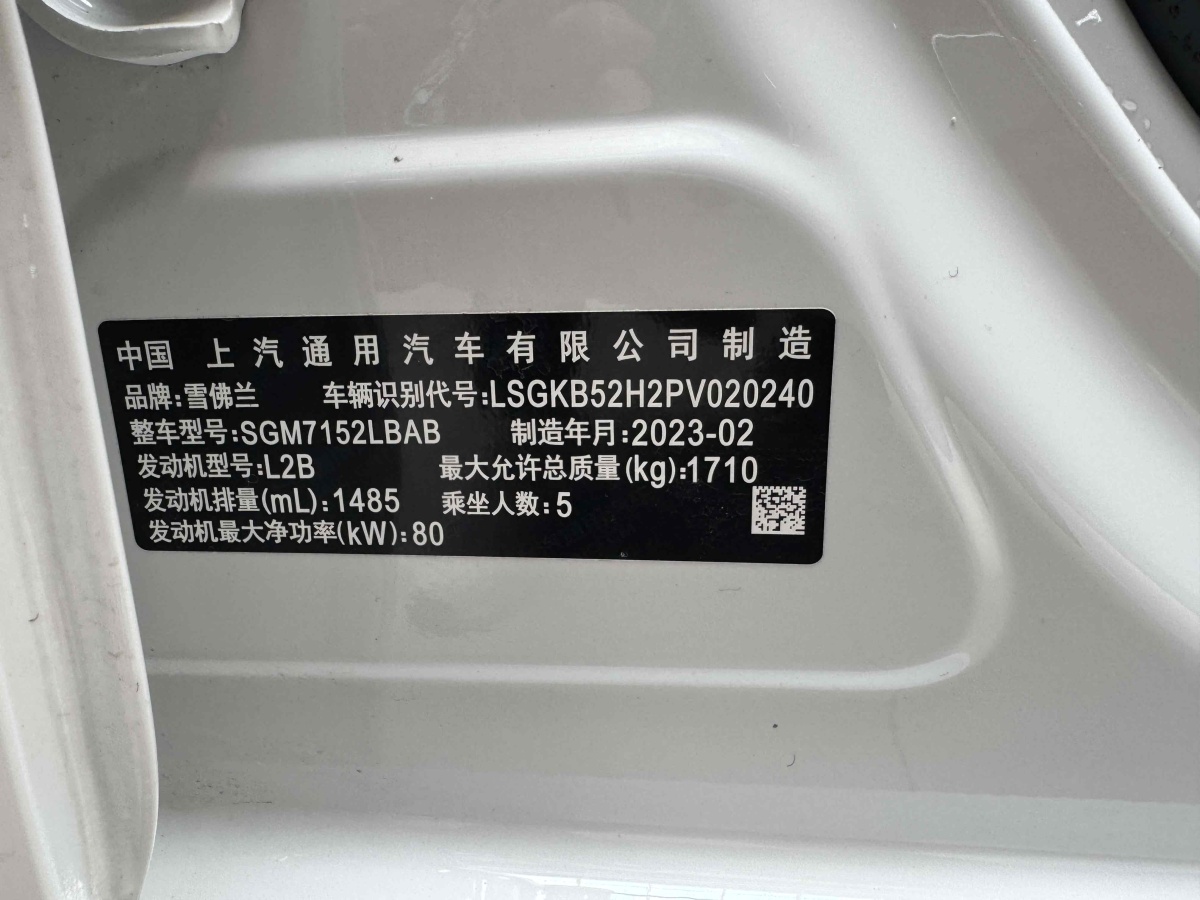 中国 上汽通用汽车有限公司制造
品牌:雪佛兰 车辆识别代号:LSGKB52H2PV020240
整车型号:SGM7152LBAB 制造年月:2023-02
发动机型号:L2B 最大允许总质量(kg):1710
发动机排量(mL):1485 乘坐人数:5
发动机最大净功率(kW):80